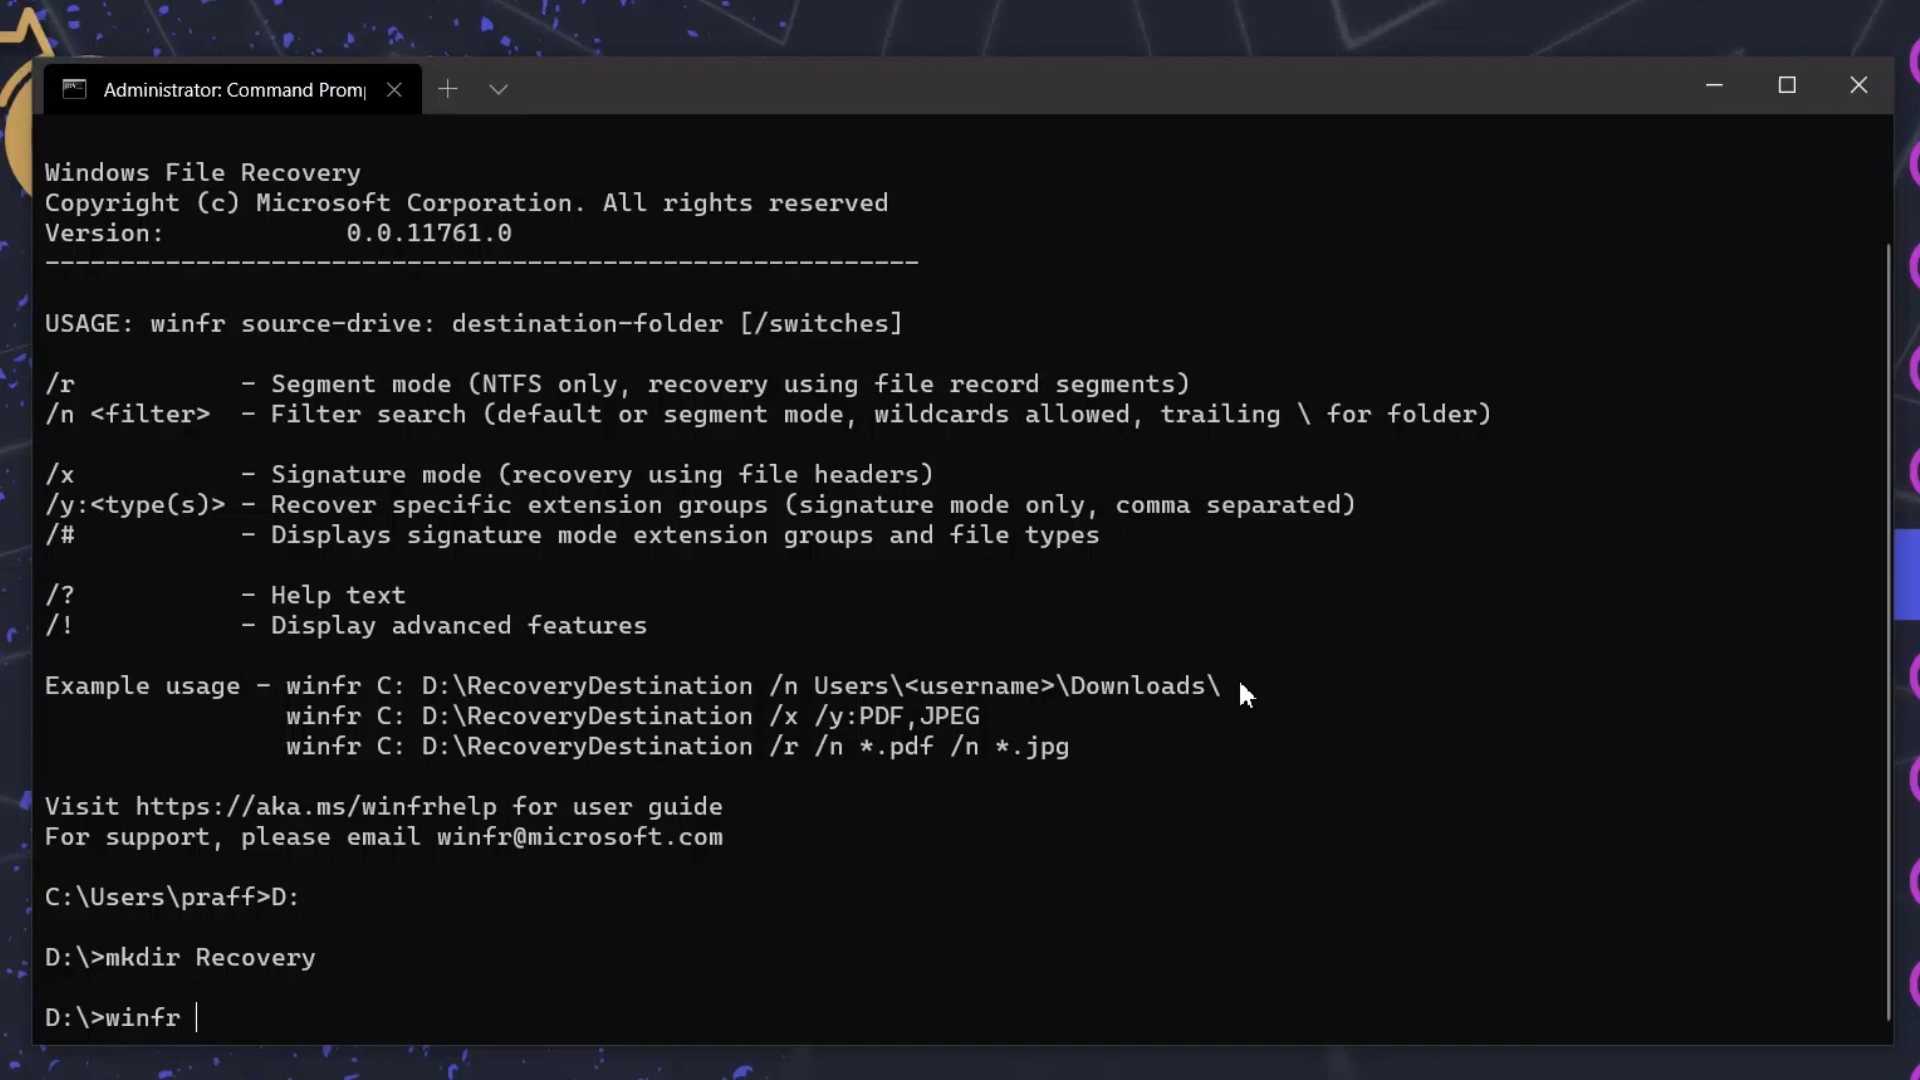 Administrator: Command Prom
Windows File Recovery
Copyright (c) Microsoft Corporation. All rights reserved
Version:            0.0.11761.0
----------------------------------------------------------
USAGE: winfr source-drive: destination-folder [/switches]
/r           - Segment mode (NTFS only, recovery using file record segments)
/n <filter>  - Filter search (default or segment mode, wildcards allowed, trailing \ for folder)
/x           - Signature mode (recovery using file headers)
/y:<type(s)> - Recover specific extension groups (signature mode only, comma separated)
/#           - Displays signature mode extension groups and file types
/?           - Help text
/!           - Display advanced features
Example usage - winfr C: D:\RecoveryDestination /n Users\<username>\Downloads\
                winfr C: D:\RecoveryDestination /x /y:PDF,JPEG
                winfr C: D:\RecoveryDestination /r /n *.pdf /n *.jpg
Visit https://aka.ms/winfrhelp for user guide
For support, please email winfr@microsoft.com
C:\Users\praff>D:
D:\>mkdir Recovery
D:\>winfr